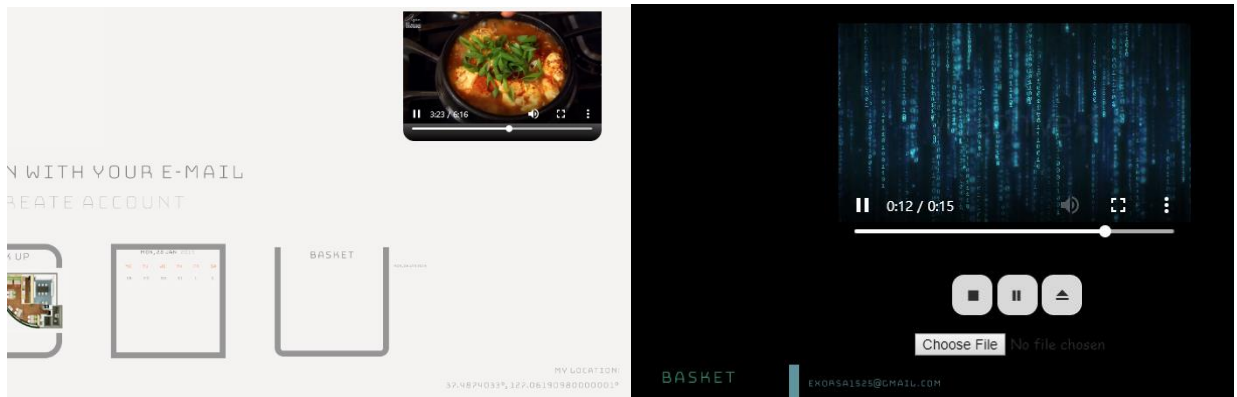 3:23 / 6:16
N WITH YOUR E-MAIL
REATE ACCOUNT
K UP
BASKET
MY LOCATION:
37.4874033°, 127.06190980000001°
0:12 / 0:15
Choose File No file chosen
BASKET
EXORSA1525@GMAIL.COM